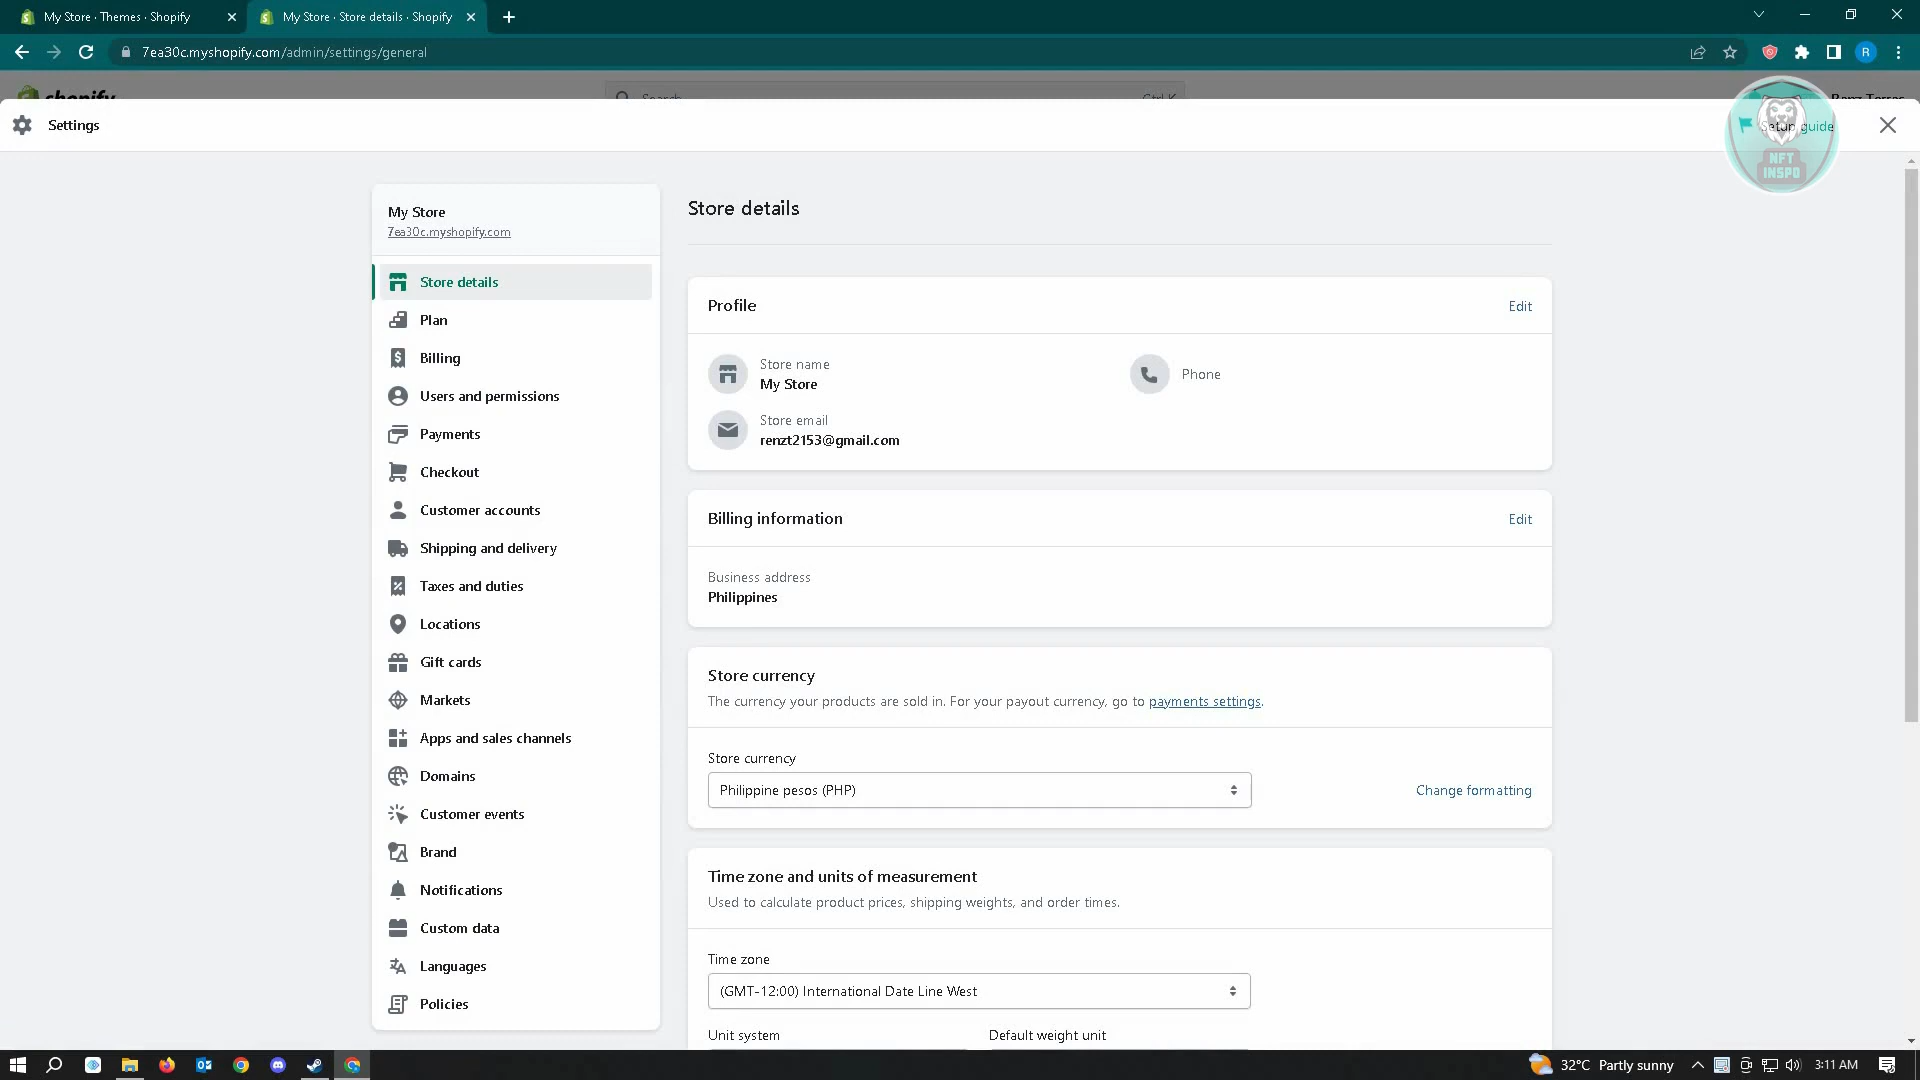 My Store · Themes · Shopify
My Store · Store details · Shopify
7ea30c.myshopify.com/admin/settings/general
R
shopify
Search
Ctrl K
Renz Torres
Settings
Setup guide
NFT
INSPO
My Store
7ea30c.myshopify.com
Store details
Plan
Billing
Users and permissions
Payments
Checkout
Customer accounts
Shipping and delivery
Taxes and duties
Locations
Gift cards
Markets
Apps and sales channels
Domains
Customer events
Brand
Notifications
Custom data
Languages
Policies
Store details
Profile
Edit
Store name
My Store
Phone
Store email
renzt2153@gmail.com
Billing information
Edit
Business address
Philippines
Store currency
The currency your products are sold in. For your payout currency, go to payments settings.
Store currency
Philippine pesos (PHP)
Change formatting
Time zone and units of measurement
Used to calculate product prices, shipping weights, and order times.
Time zone
(GMT-12:00) International Date Line West
Unit system
Default weight unit
32°C Partly sunny
3:11 AM